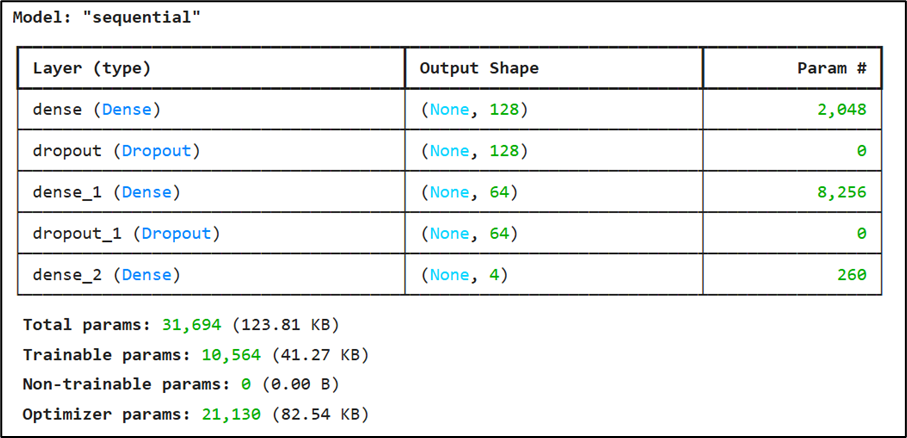 Model: "sequential"
Layer (type) Output Shape Param #
dense (Dense) (None, 128) 2,048
dropout (Dropout) (None, 128) 0
dense_1 (Dense) (None, 64) 8,256
dropout_1 (Dropout) (None, 64) 0
dense_2 (Dense) (None, 4) 260
Total params: 31,694 (123.81 KB)
Trainable params: 10,564 (41.27 KB)
Non-trainable params: 0 (0.00 B)
Optimizer params: 21,130 (82.54 KB)